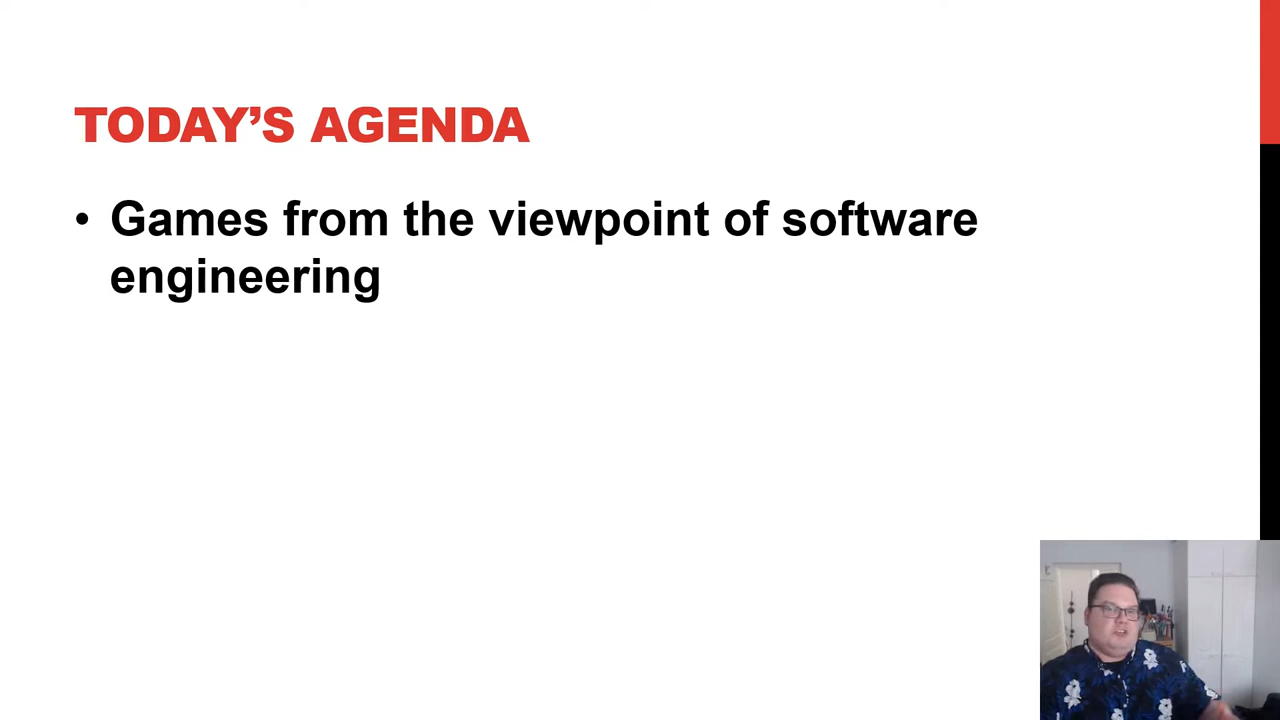 TODAY’S AGENDA
• Games from the viewpoint of software
engineering